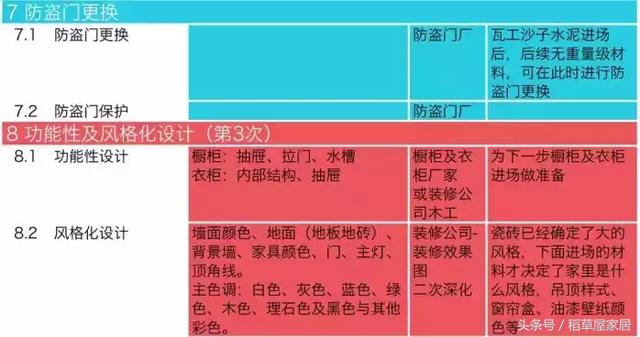 7 防盗门更换
7.1 防盗门更换
防盗门厂
瓦工沙子水泥进场
后，后续无重量级材
料，可在此时进行防
盗门更换
7.2 防盗门保护
防盗门厂
8 功能性及风格化设计（第3次）
8.1 功能性设计
橱柜：抽屉、拉门、水槽
衣柜：内部结构、抽屉
橱柜及衣
柜厂家
或装修公
司木工
为下一步橱柜及衣柜
进场做准备
8.2 风格化设计
墙面颜色、地面（地板地砖）、
背景墙、家具颜色、门、主灯、
顶角线。
主色调：白色、灰色、蓝色、绿
色、木色、理石色及黑色与其他
彩色。
装修公司-
装修效果
图
二次深化
瓷砖已经确定了大的
风格，下面进场的材
料才决定了家里是什
么风格，吊顶样式、
窗帘盒、油漆壁纸颜
色等
头条号／稻草屋家居